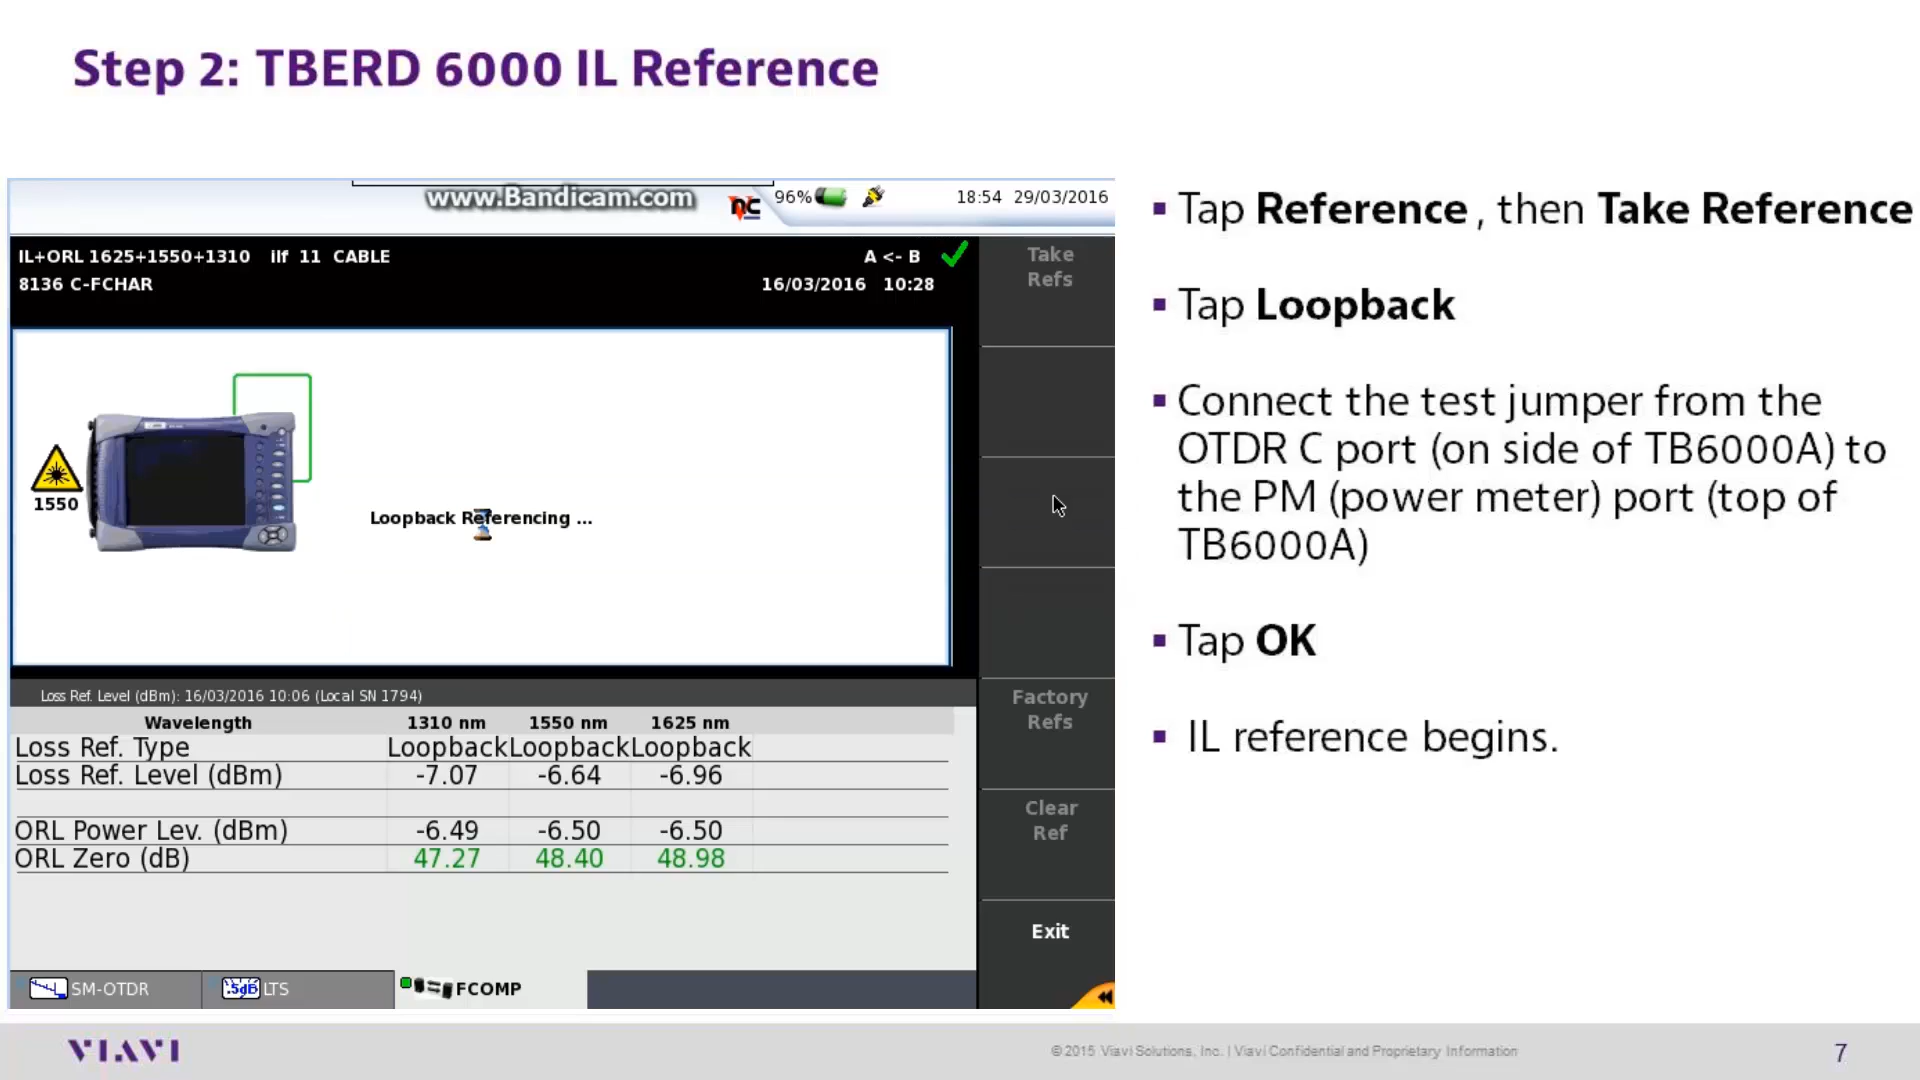 Step 2: TBERD 6000 IL Reference
www.Bandicam.com
96%
18:54 29/03/2016
IL+ORL 1625+1550+1310 ilf 11 CABLE
A <- B
8136 C-FCHAR
16/03/2016 10:28
1550
Loopback Referencing ...
Loss Ref. Level (dBm): 16/03/2016 10:06 (Local SN 1794)
Wavelength 1310 nm 1550 nm 1625 nm
Loss Ref. Type Loopback Loopback Loopback
Loss Ref. Level (dBm) -7.07 -6.64 -6.96
ORL Power Lev. (dBm) -6.49 -6.50 -6.50
ORL Zero (dB) 47.27 48.40 48.98
SM-OTDR
.5dB LTS
FCOMP
Take
Refs
Factory
Refs
Clear
Ref
Exit
▪ Tap Reference, then Take Reference
▪ Tap Loopback
▪ Connect the test jumper from the
OTDR C port (on side of TB6000A) to
the PM (power meter) port (top of
TB6000A)
▪ Tap OK
▪ IL reference begins.
VIAVI
© 2015 Viavi Solutions, Inc. | Viavi Confidential and Proprietary Information
7